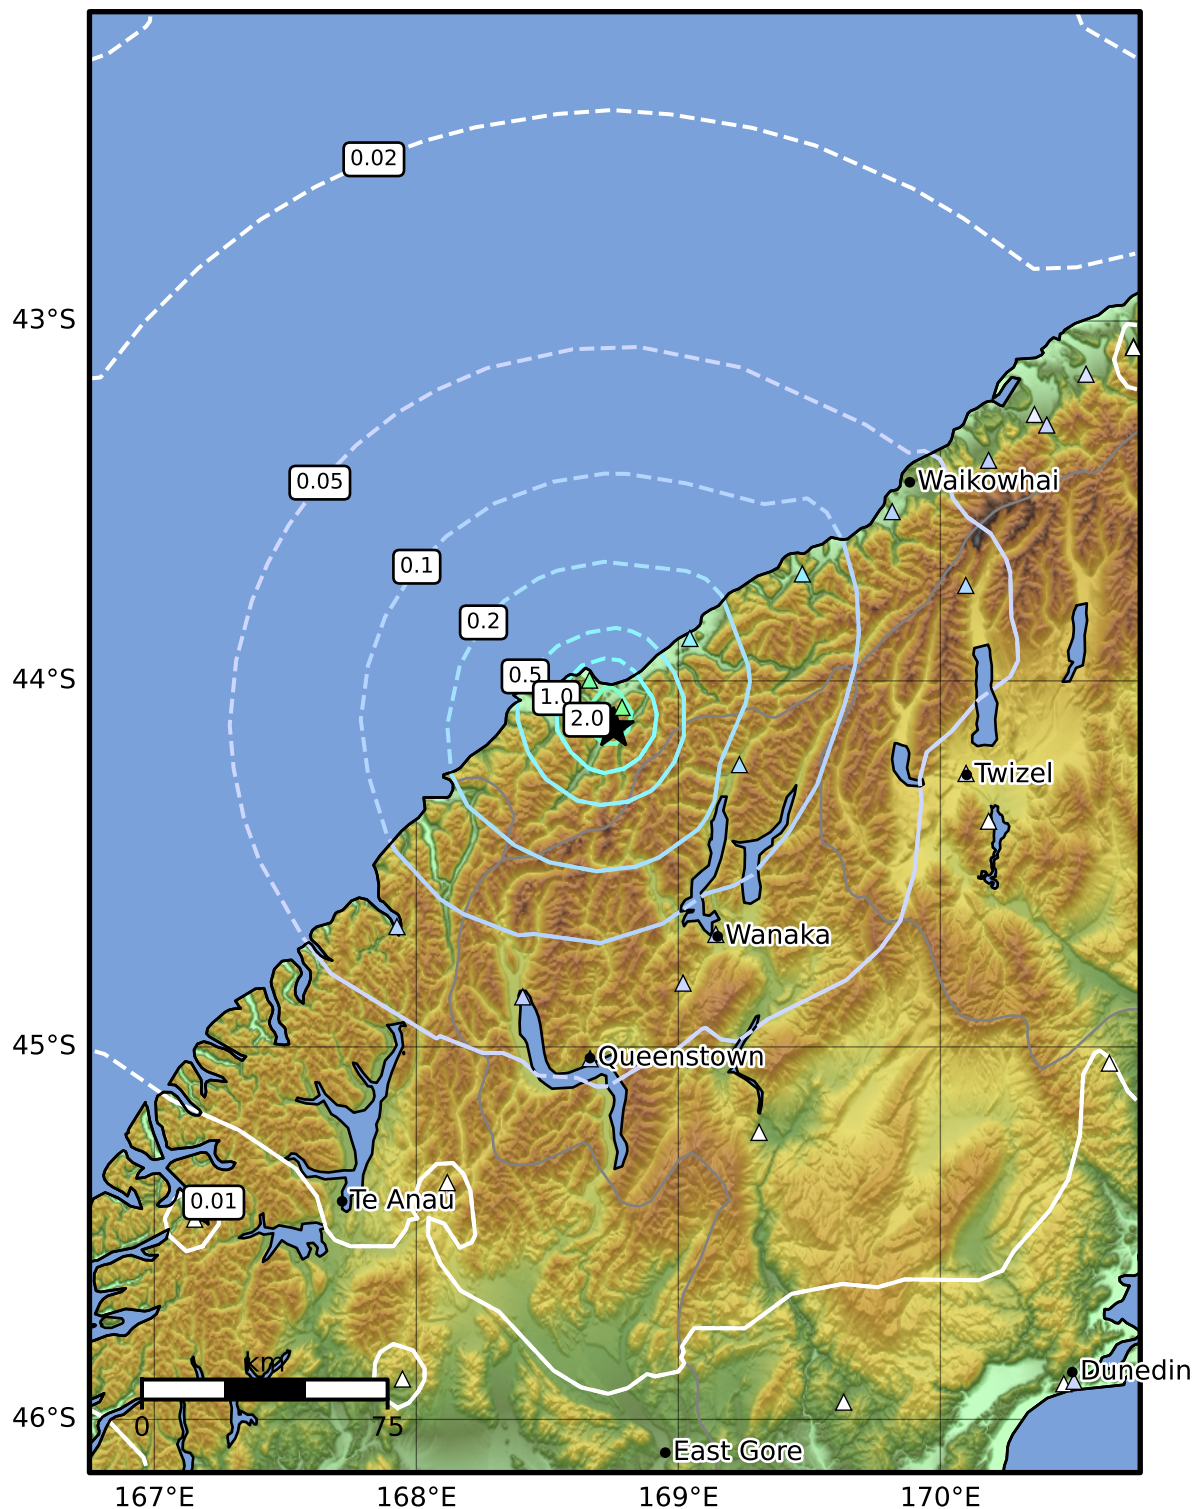 0.02
43°S
0.05
Waikowhai
0.1
0.2
0.5
44°S
1.0
2.0
Twizel
Wanaka
45°S
Queenstown
0.01
Te Anau
km
Dunedin
0
75
46°S
East Gore
167°E
168°E
169°E
170°E